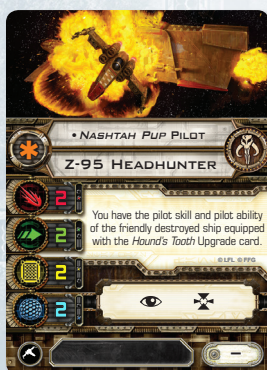 • NASHTAH PUP PILOT
Z-95 HEADHUNTER
2
You have the pilot skill and pilot ability
of the friendly destroyed ship equipped
with the Hound's Tooth Upgrade card.
2
© LFL © FFG
2
2
–